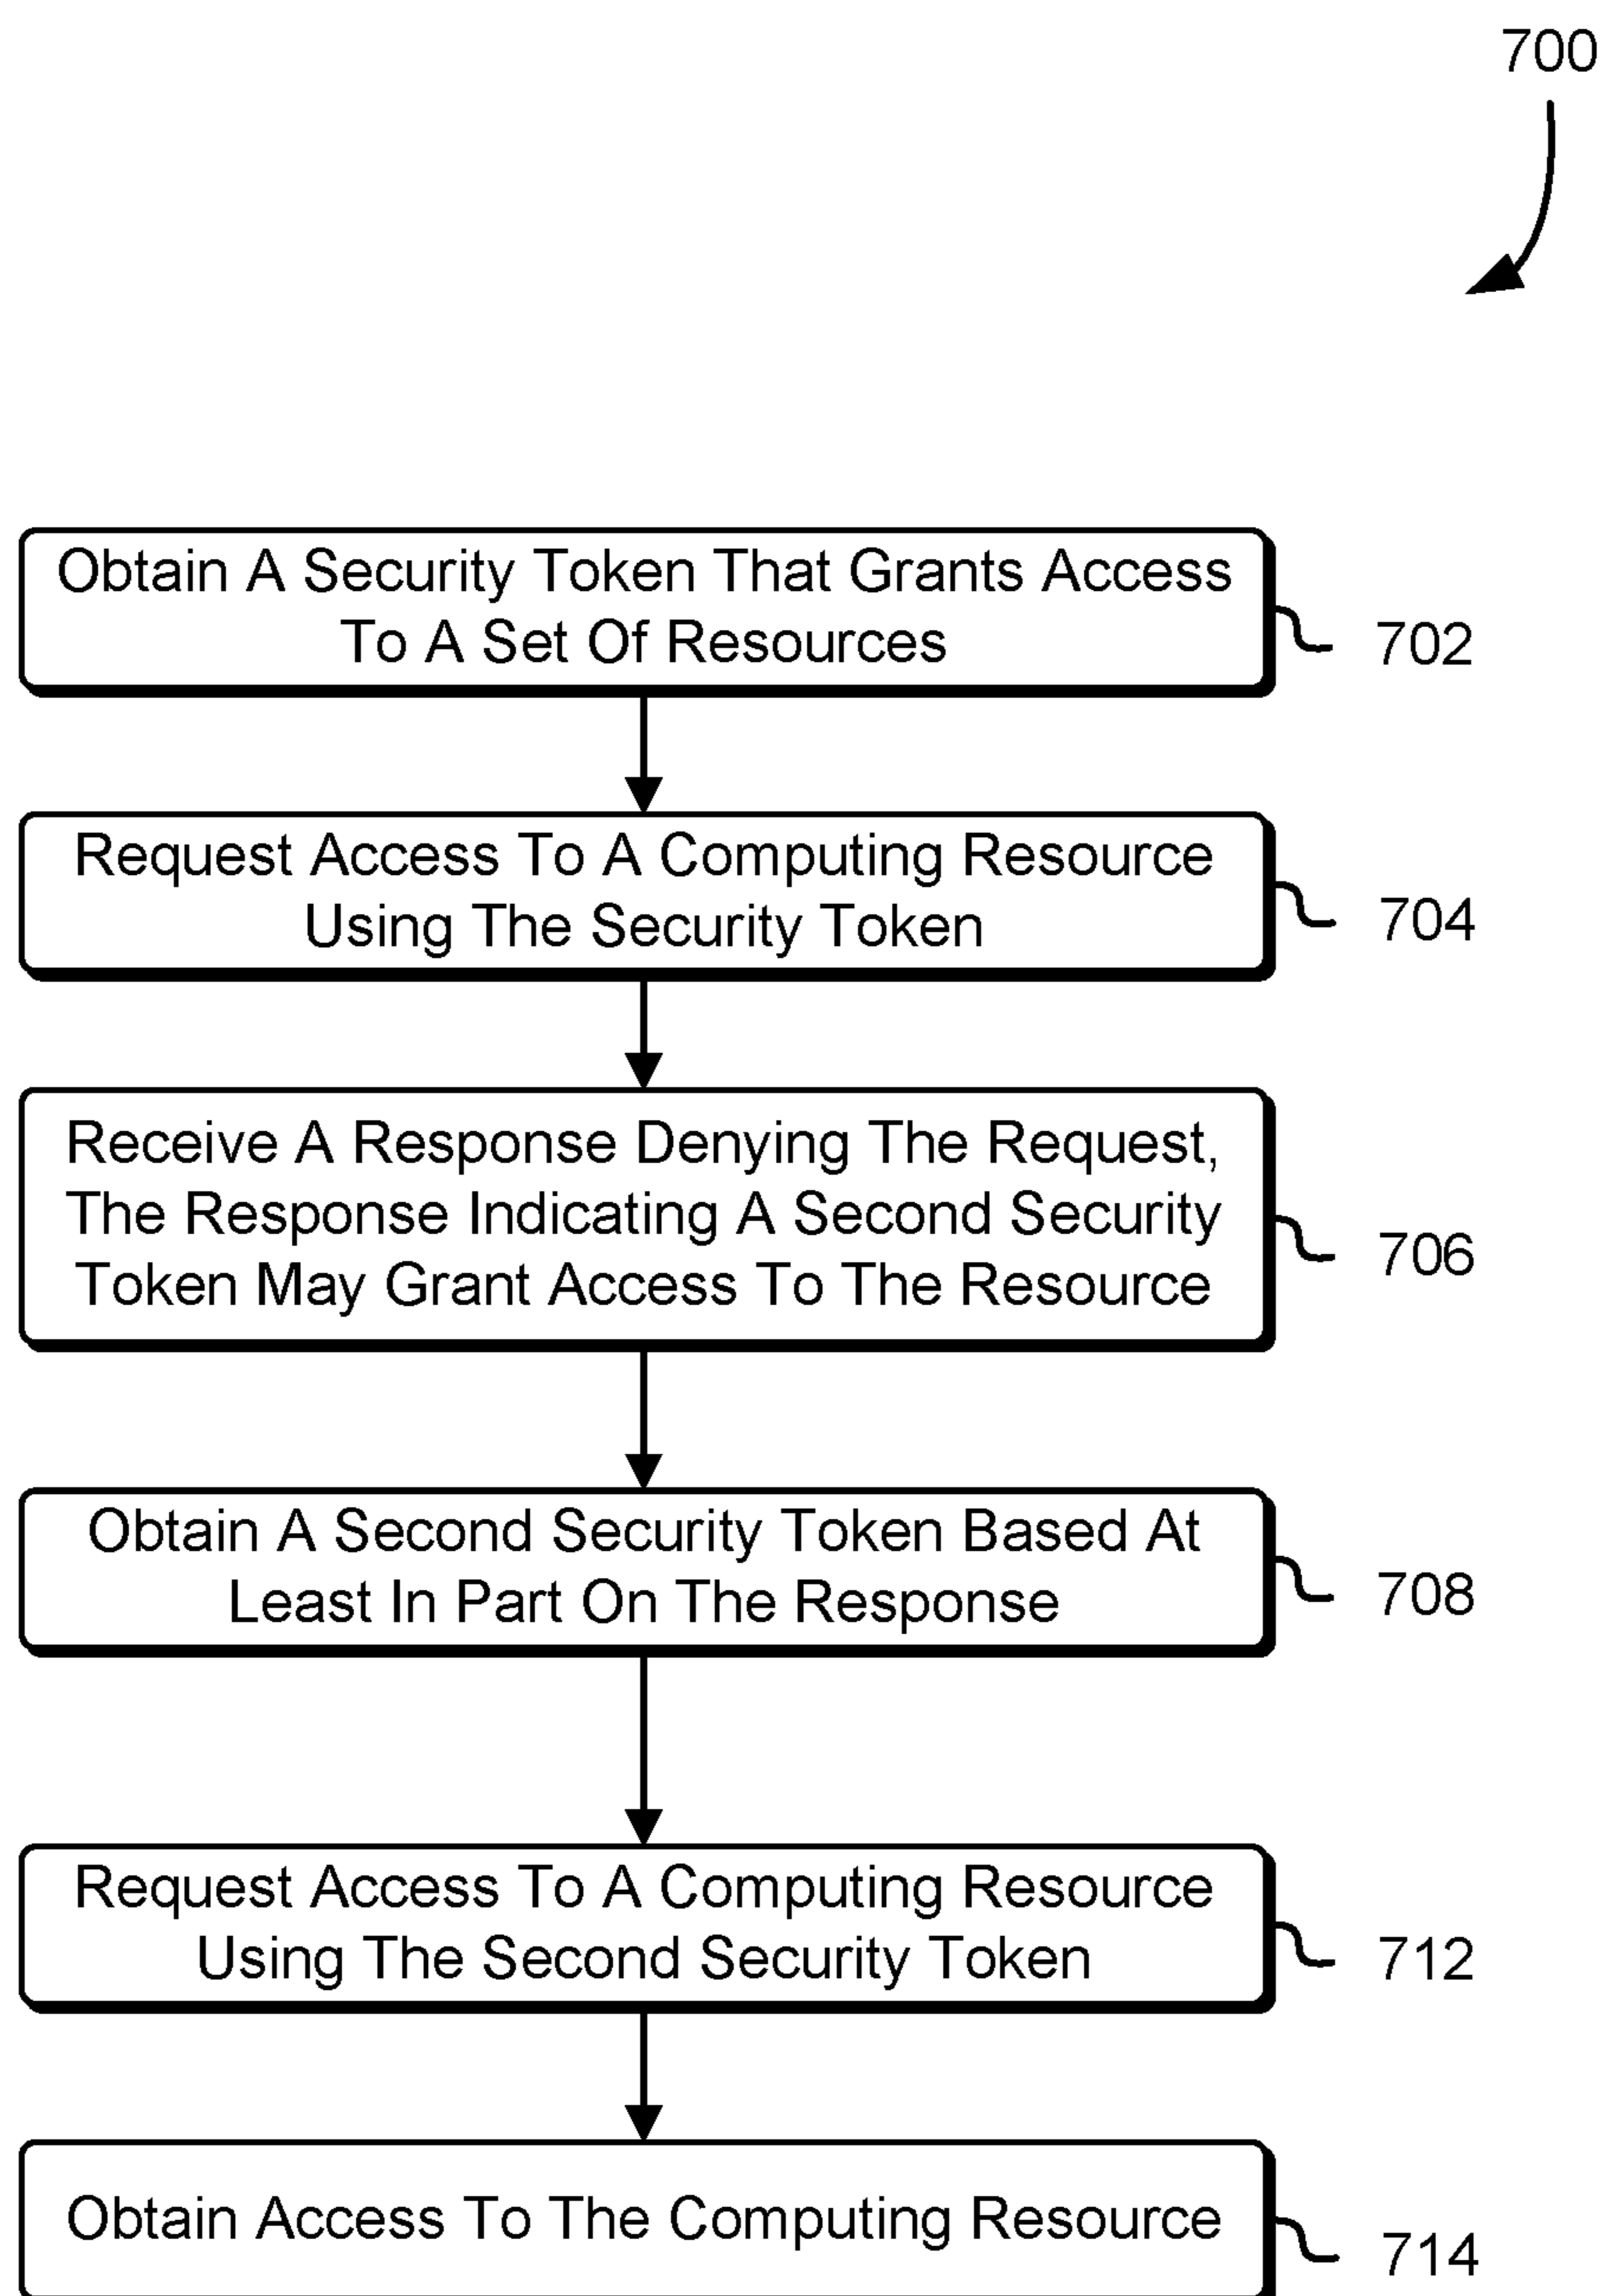 700
Obtain A Security Token That Grants Access
To A Set Of Resources
702
Request Access To A Computing Resource
Using The Security Token
704
Receive A Response Denying The Request,
The Response Indicating A Second Security
Token May Grant Access To The Resource
706
Obtain A Second Security Token Based At
Least In Part On The Response
708
Request Access To A Computing Resource
Using The Second Security Token
712
Obtain Access To The Computing Resource
714